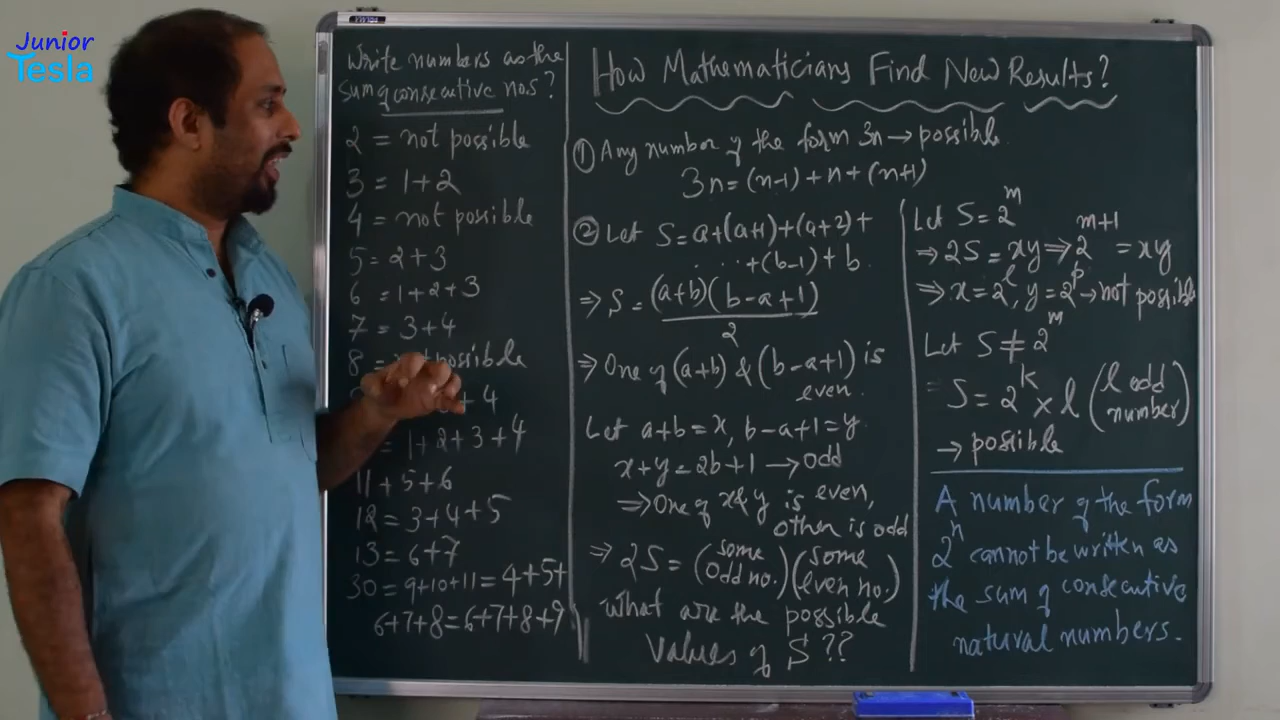 Junior
Tesla
Write numbers as the
sum of consecutive nos?
2 = not possible
3 = 1+2
4 = not possible
5 = 2+3
6 = 1+2+3
7 = 3+4
8 = not possible
+ 4
= 1+2+3+4
11 + 5+6
12 = 3+4+5
13 = 6+7
30 = 9+10+11 = 4+5+
6+7+8 = 6+7+8+9
How Mathematicians Find New Results?
① Any number of the form 3n → possible.
3n = (n-1) + n + (n+1)
② Let S = a+(a+1)+(a+2)+
...+(b-1)+b.
⇒ S = (a+b)(b-a+1)
2
⇒ One of (a+b) & (b-a+1) is
even.
Let a+b = x, b-a+1 = y
x+y = 2b+1 → odd
⇒ One of x & y is even,
other is odd
⇒ 2S = (some odd no.)(some even no.)
What are the possible
values of S ??
Let S = 2^m
⇒ 2S = xy ⇒ 2^{m+1} = xy
⇒ x = 2^l, y = 2^p → not possible
Let S ≠ 2^m
= S = 2^k × l (l odd number)
→ possible
A number of the form
2^n cannot be written as
the sum of consecutive
natural numbers.